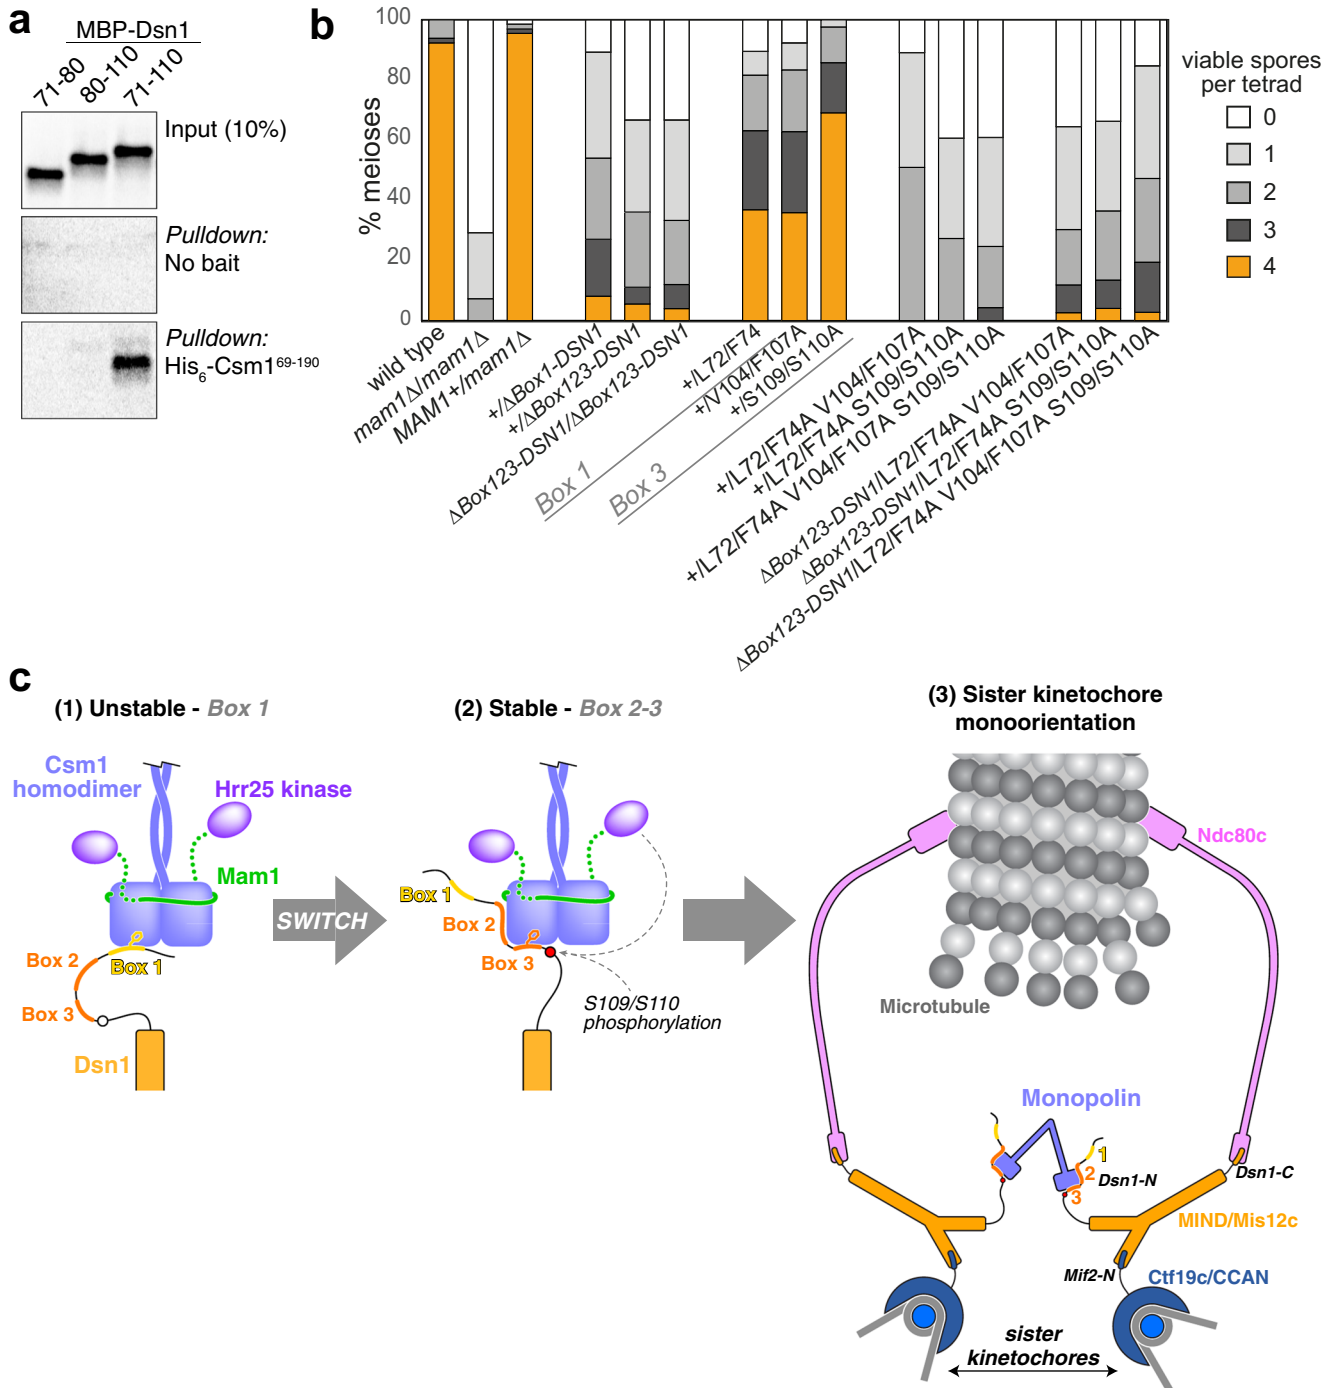 a
MBP-Dsn1
71-80
80-110
71-110
Input (10%)
Pulldown:
No bait
Pulldown:
His6-Csm1 69-190
b
% meioses
100
80
60
40
20
0
wild type
mam1Δ/mam1Δ
MAM1+/mam1Δ
+/ΔBox1-DSN1
+/ΔBox123-DSN1
ΔBox123-DSN1/ΔBox123-DSN1
+/L72/F74
+/V104/F107A
+/S109/S110A
Box 1
Box 3
+/L72/F74A V104/F107A
+/L72/F74A S109/S110A
+/L72/F74A V104/F107A S109/S110A
ΔBox123-DSN1/L72/F74A V104/F107A
ΔBox123-DSN1/L72/F74A S109/S110A
ΔBox123-DSN1/L72/F74A V104/F107A S109/S110A
viable spores
per tetrad
0
1
2
3
4
c
(1) Unstable - Box 1
Csm1
homodimer
Hrr25 kinase
Mam1
Box 2
Box 1
Box 3
Dsn1
SWITCH
(2) Stable - Box 2-3
Box 1
Box 2
Box 3
S109/S110
phosphorylation
(3) Sister kinetochore
monoorientation
Ndc80c
Microtubule
Monopolin
1
2
3
Dsn1-N
Dsn1-C
MIND/Mis12c
Mif2-N
Ctf19c/CCAN
sister
kinetochores